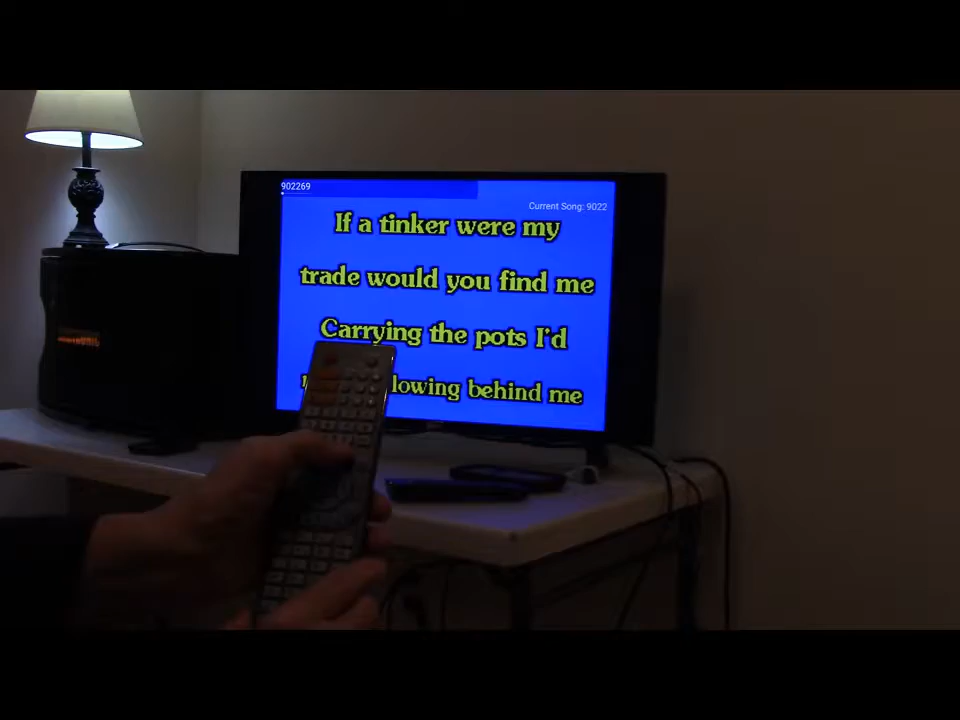 902269
Current Song: 9022
If a tinker were my
trade would you find me
Carrying the pots I'd
lowing behind me